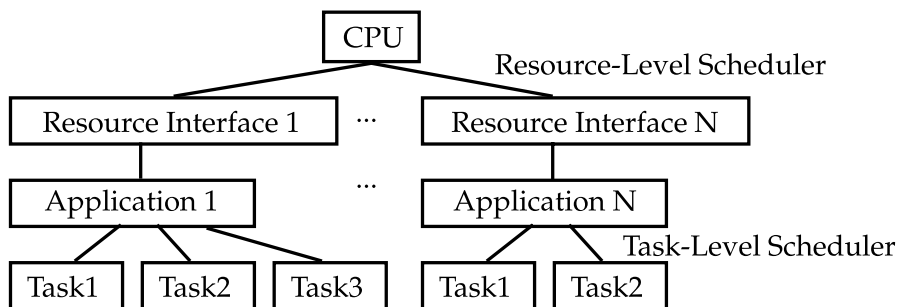 CPU
Resource-Level Scheduler
Resource Interface 1 ... Resource Interface N
Application 1 ... Application N
Task-Level Scheduler
Task1 Task2 Task3 Task1 Task2